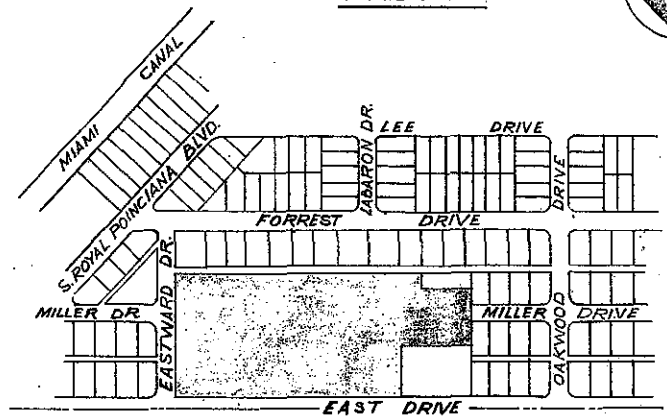 MIAMI CANAL
S. ROYAL POINCIANA BLVD.
LABARON DR.
LEE DRIVE
DRIVE
FORREST DRIVE
EASTWARD DR.
MILLER DR
MILLER DRIVE
OAKWOOD
EAST DRIVE